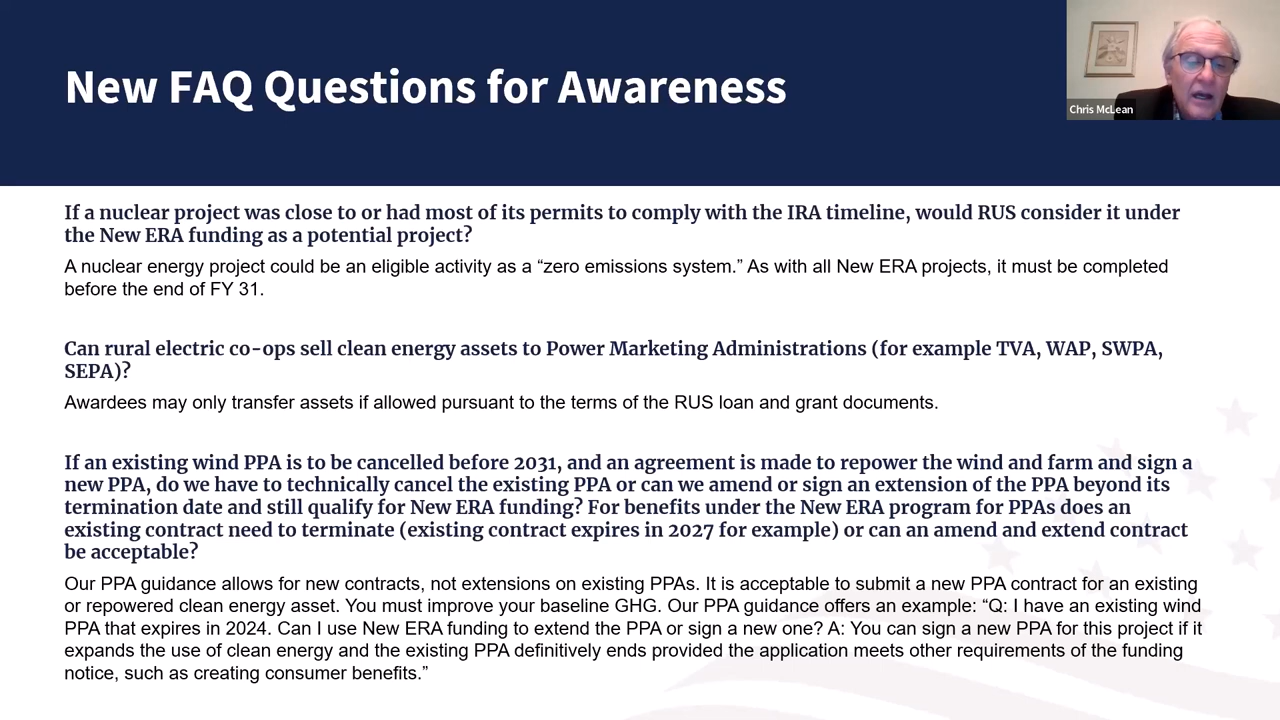 New FAQ Questions for Awareness
Chris McLean
If a nuclear project was close to or had most of its permits to comply with the IRA timeline, would RUS consider it under
the New ERA funding as a potential project?
A nuclear energy project could be an eligible activity as a “zero emissions system.” As with all New ERA projects, it must be completed
before the end of FY 31.
Can rural electric co-ops sell clean energy assets to Power Marketing Administrations (for example TVA, WAP, SWPA,
SEPA)?
Awardees may only transfer assets if allowed pursuant to the terms of the RUS loan and grant documents.
If an existing wind PPA is to be cancelled before 2031, and an agreement is made to repower the wind and farm and sign a
new PPA, do we have to technically cancel the existing PPA or can we amend or sign an extension of the PPA beyond its
termination date and still qualify for New ERA funding? For benefits under the New ERA program for PPAs does an
existing contract need to terminate (existing contract expires in 2027 for example) or can an amend and extend contract
be acceptable?
Our PPA guidance allows for new contracts, not extensions on existing PPAs. It is acceptable to submit a new PPA contract for an existing
or repowered clean energy asset. You must improve your baseline GHG. Our PPA guidance offers an example: “Q: I have an existing wind
PPA that expires in 2024. Can I use New ERA funding to extend the PPA or sign a new one? A: You can sign a new PPA for this project if it
expands the use of clean energy and the existing PPA definitively ends provided the application meets other requirements of the funding
notice, such as creating consumer benefits.”